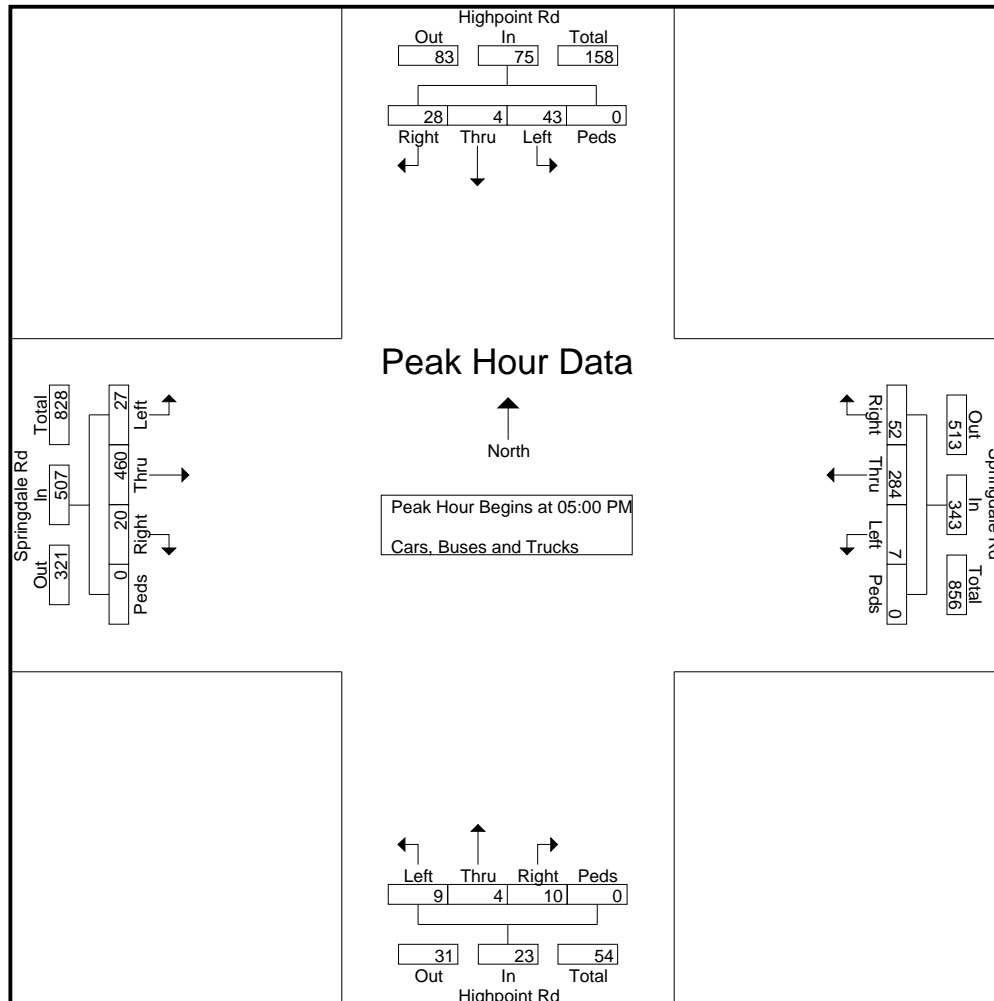 Highpoint Rd
Out In Total
83 75 158
28 4 43 0
Right Thru Left Peds
Peak Hour Data
North
Peak Hour Begins at 05:00 PM
Cars, Buses and Trucks
Springdale Rd
Total In Out
828 507 321
27 460 20 0
Left Thru Right Peds
Springdale Rd
Out In Total
513 343 856
52 284 7 0
Right Thru Left Peds
Left Thru Right Peds
9 4 10 0
31 23 54
Out In Total
Highpoint Rd